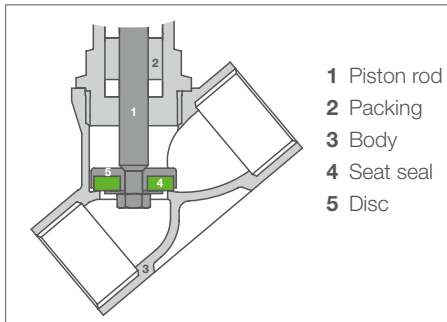 2
1
5
4
3
1 Piston rod
2 Packing
3 Body
4 Seat seal
5 Disc